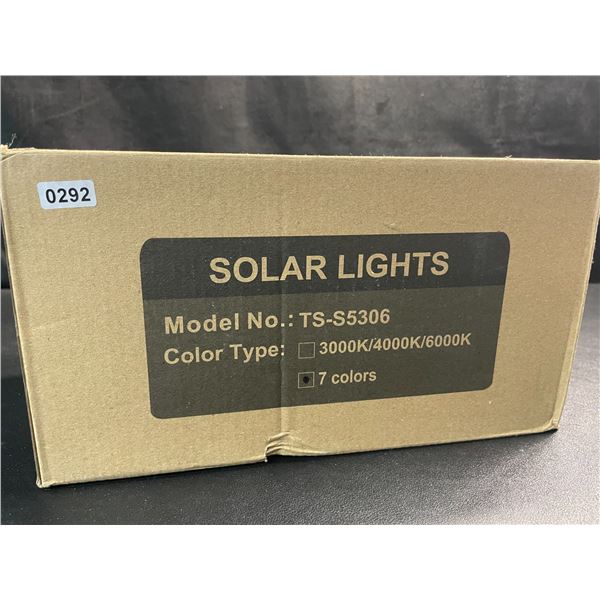 0292
SOLAR LIGHTS
Model No.: TS-S5306
Color Type: 3000K/4000K/6000K
7 colors